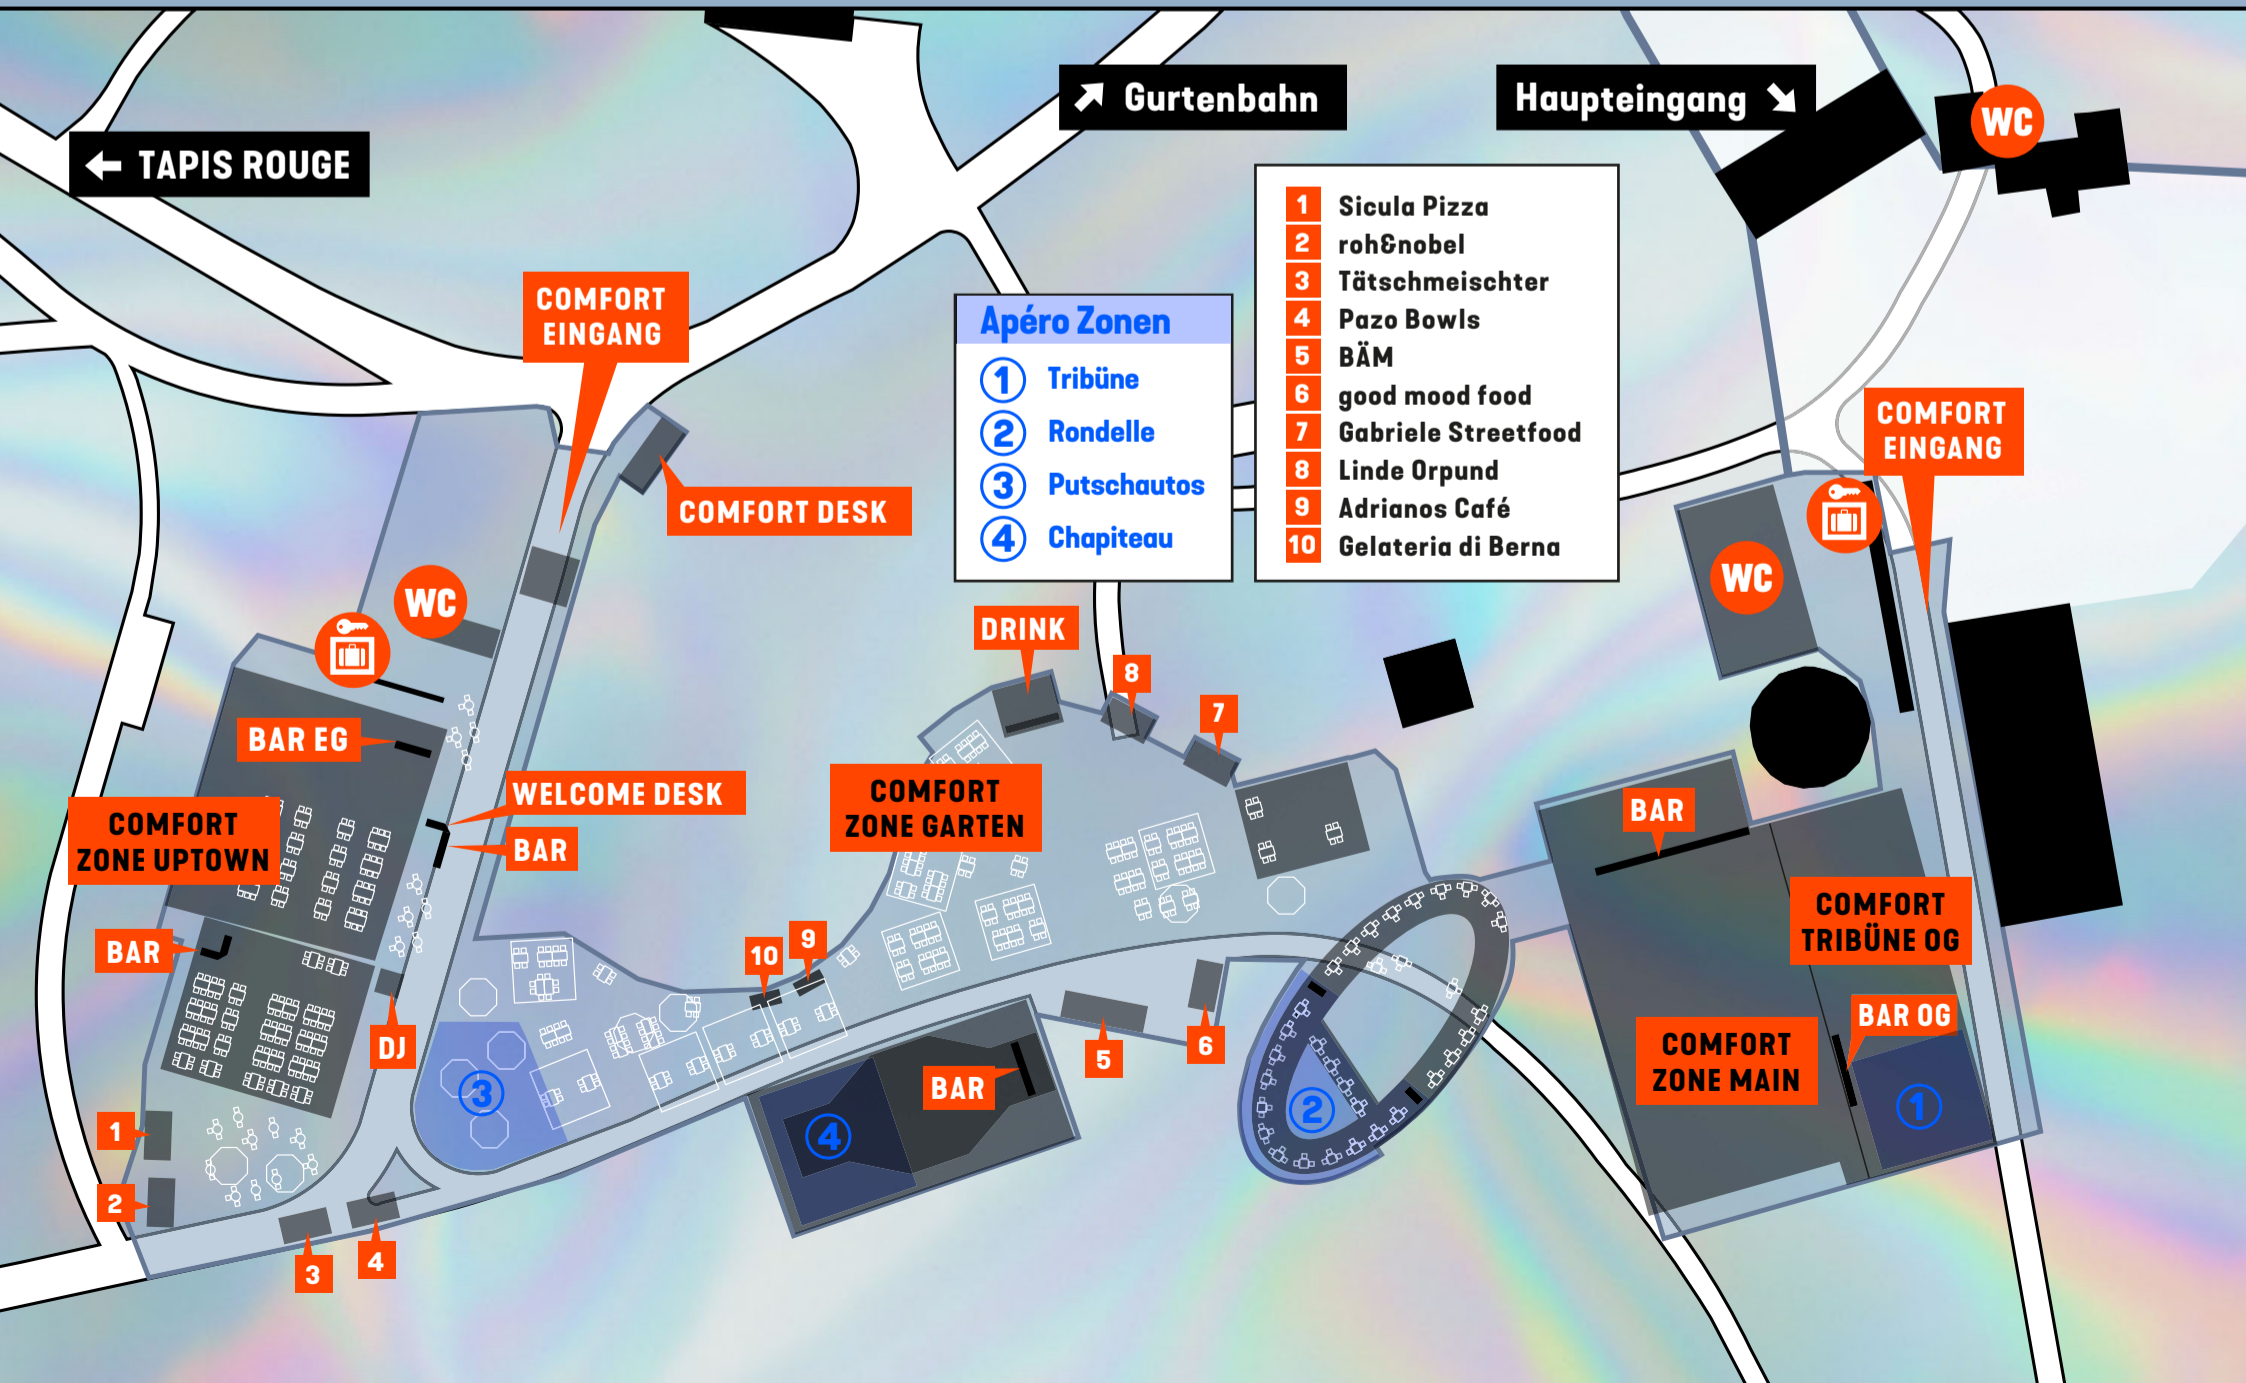 Gurtenbahn
Haupteingang
WC
TAPIS ROUGE
1 Sicula Pizza
2 roh&nobel
3 Tätschmeischter
4 Pazo Bowls
5 BÄM
6 good mood food
7 Gabriele Streetfood
8 Linde Orpund
9 Adrianos Café
10 Gelateria di Berna
Apéro Zonen
1 Tribüne
2 Rondelle
3 Putschautos
4 Chapiteau
COMFORT
EINGANG
COMFORT DESK
COMFORT
EINGANG
WC
WC
DRINK
8
7
BAR EG
WELCOME DESK
BAR
COMFORT
ZONE UPTOWN
COMFORT
ZONE GARTEN
BAR
COMFORT
TRIBÜNE OG
BAR
10
9
DJ
3
5
6
BAR
4
2
COMFORT
ZONE MAIN
BAR OG
1
1
2
3
4